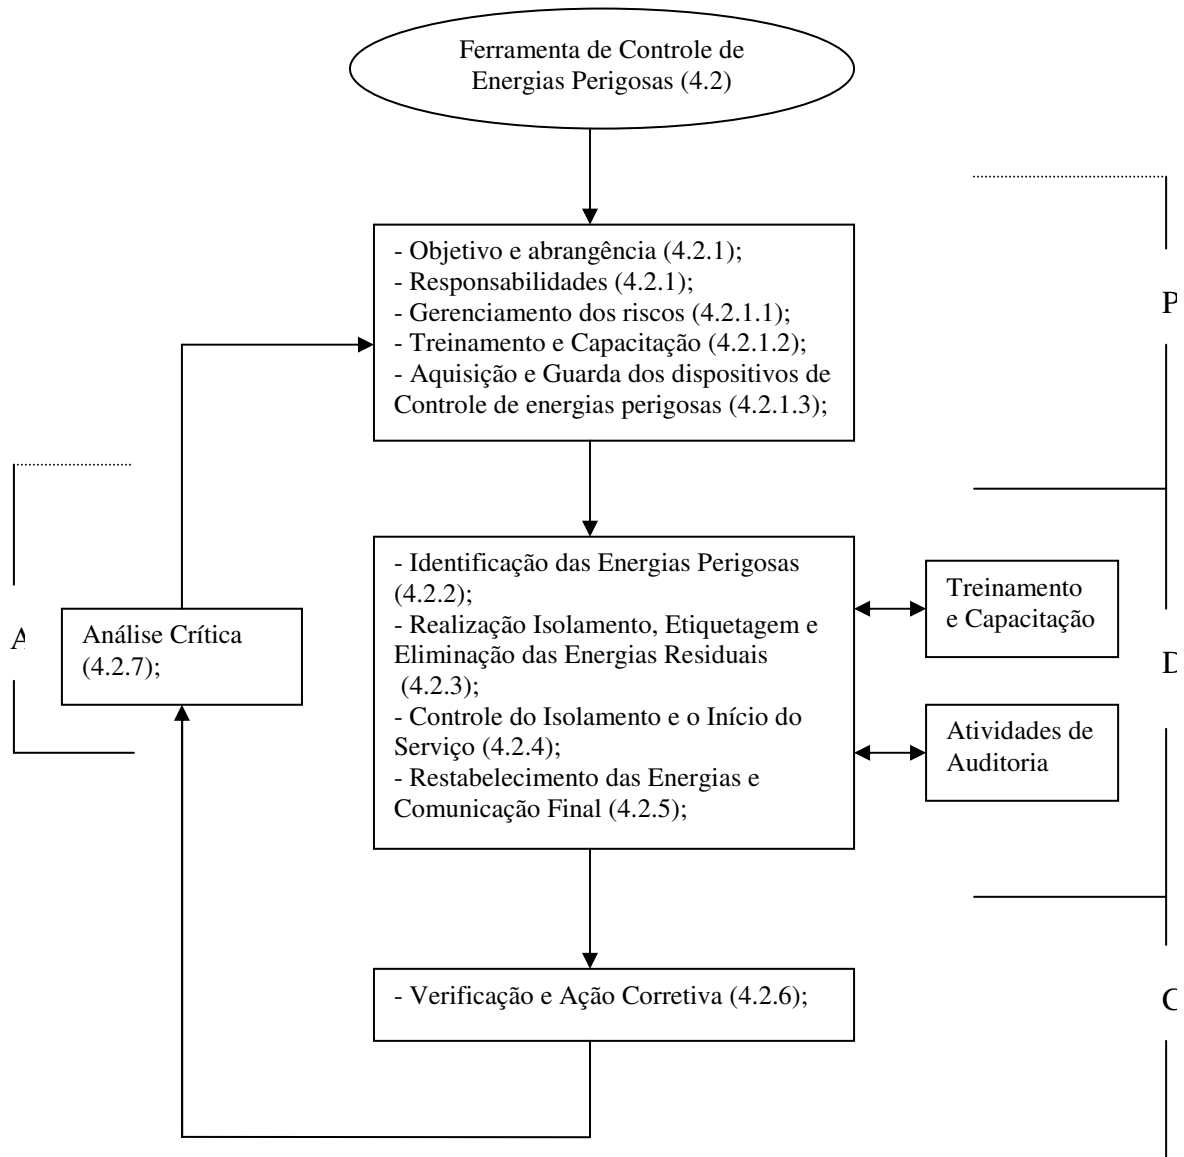 Ferramenta de Controle de
Energias Perigosas (4.2)
- Objetivo e abrangência (4.2.1);
- Responsabilidades (4.2.1);
- Gerenciamento dos riscos (4.2.1.1);
- Treinamento e Capacitação (4.2.1.2);
- Aquisição e Guarda dos dispositivos de
Controle de energias perigosas (4.2.1.3);
P
- Identificação das Energias Perigosas
(4.2.2);
- Realização Isolamento, Etiquetagem e
Eliminação das Energias Residuais
(4.2.3);
- Controle do Isolamento e o Início do
Serviço (4.2.4);
- Restabelecimento das Energias e
Comunicação Final (4.2.5);
Treinamento
e Capacitação
Atividades de
Auditoria
D
A
Análise Crítica
(4.2.7);
- Verificação e Ação Corretiva (4.2.6);
C